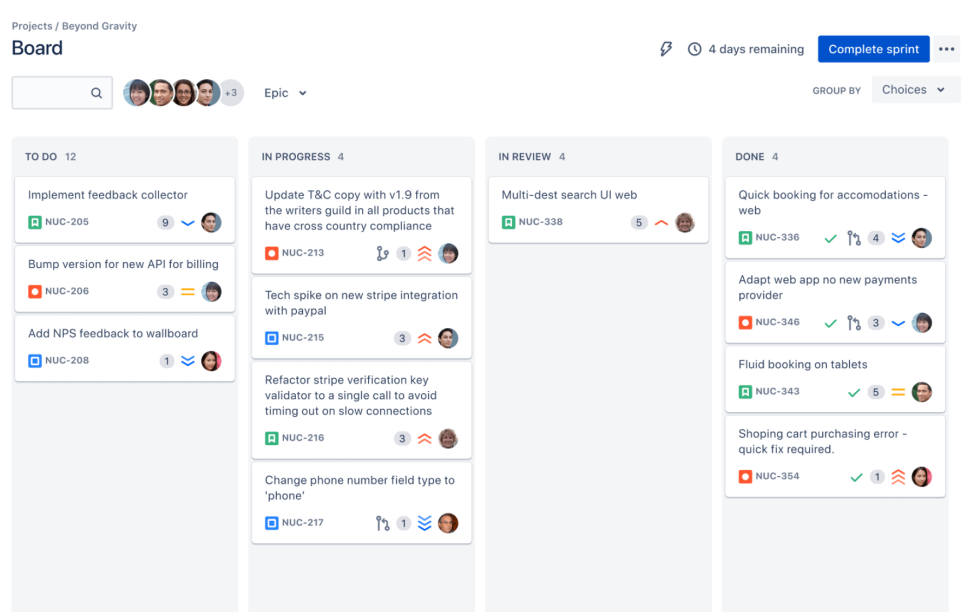 Projects / Beyond Gravity
Board
4 days remaining
Complete sprint
+3
Epic
GROUP BY
Choices
TO DO 12
Implement feedback collector
NUC-205
9
Bump version for new API for billing
NUC-206
3
Add NPS feedback to wallboard
NUC-208
1
IN PROGRESS 4
Update T&C copy with v1.9 from
the writers guild in all products that
have cross country compliance
NUC-213
1
Tech spike on new stripe integration
with paypal
NUC-215
3
Refactor stripe verification key
validator to a single call to avoid
timing out on slow connections
NUC-216
3
Change phone number field type to
'phone'
NUC-217
1
IN REVIEW 4
Multi-dest search UI web
NUC-338
5
DONE 4
Quick booking for accomodations -
web
NUC-336
4
Adapt web app no new payments
provider
NUC-346
3
Fluid booking on tablets
NUC-343
5
Shoping cart purchasing error -
quick fix required.
NUC-354
1